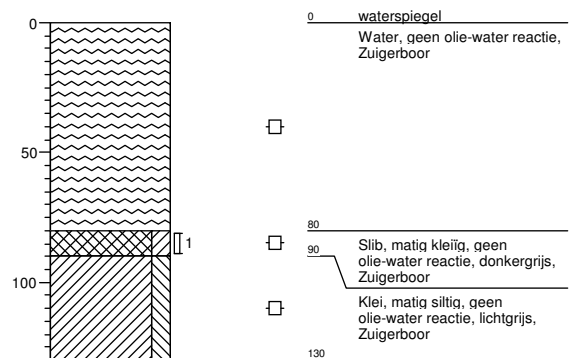 0
50
100
1
0 waterspiegel
Water, geen olie-water reactie,
Zuigerboor
80
Slib, matig kleiïg, geen
olie-water reactie, donkergrijs,
Zuigerboor
90
Klei, matig siltig, geen
olie-water reactie, lichtgrijs,
Zuigerboor
130